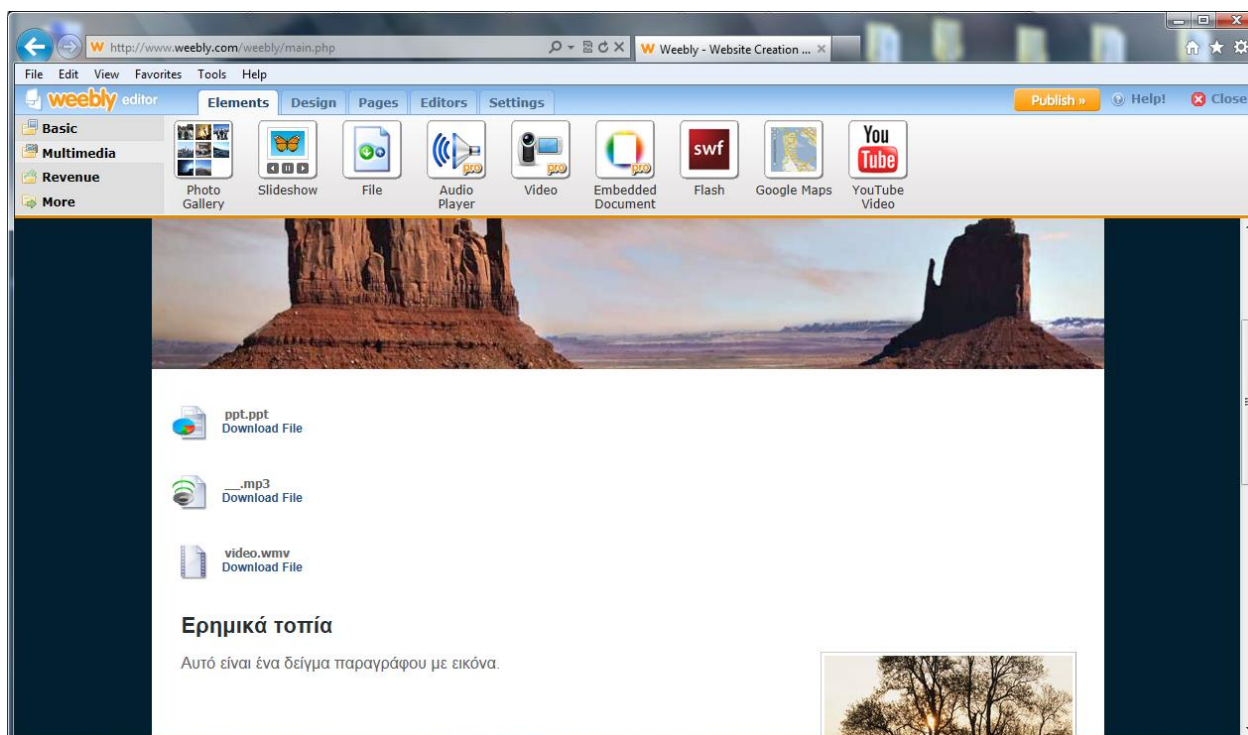 http://www.weebly.com/weebly/main.php
W Weebly - Website Creation ...
File Edit View Favorites Tools Help
weebly editor
Elements Design Pages Editors Settings
Publish » Help! Close
Basic
Multimedia
Revenue
More
Photo Gallery
Slideshow
File
pro
Audio Player
pro
Video
pro
Embedded Document
swf
Flash
Google Maps
You Tube
YouTube Video
ppt.ppt
Download File
__.mp3
Download File
video.wmv
Download File
Ερημικά τοπία
Αυτό είναι ένα δείγμα παραγράφου με εικόνα.